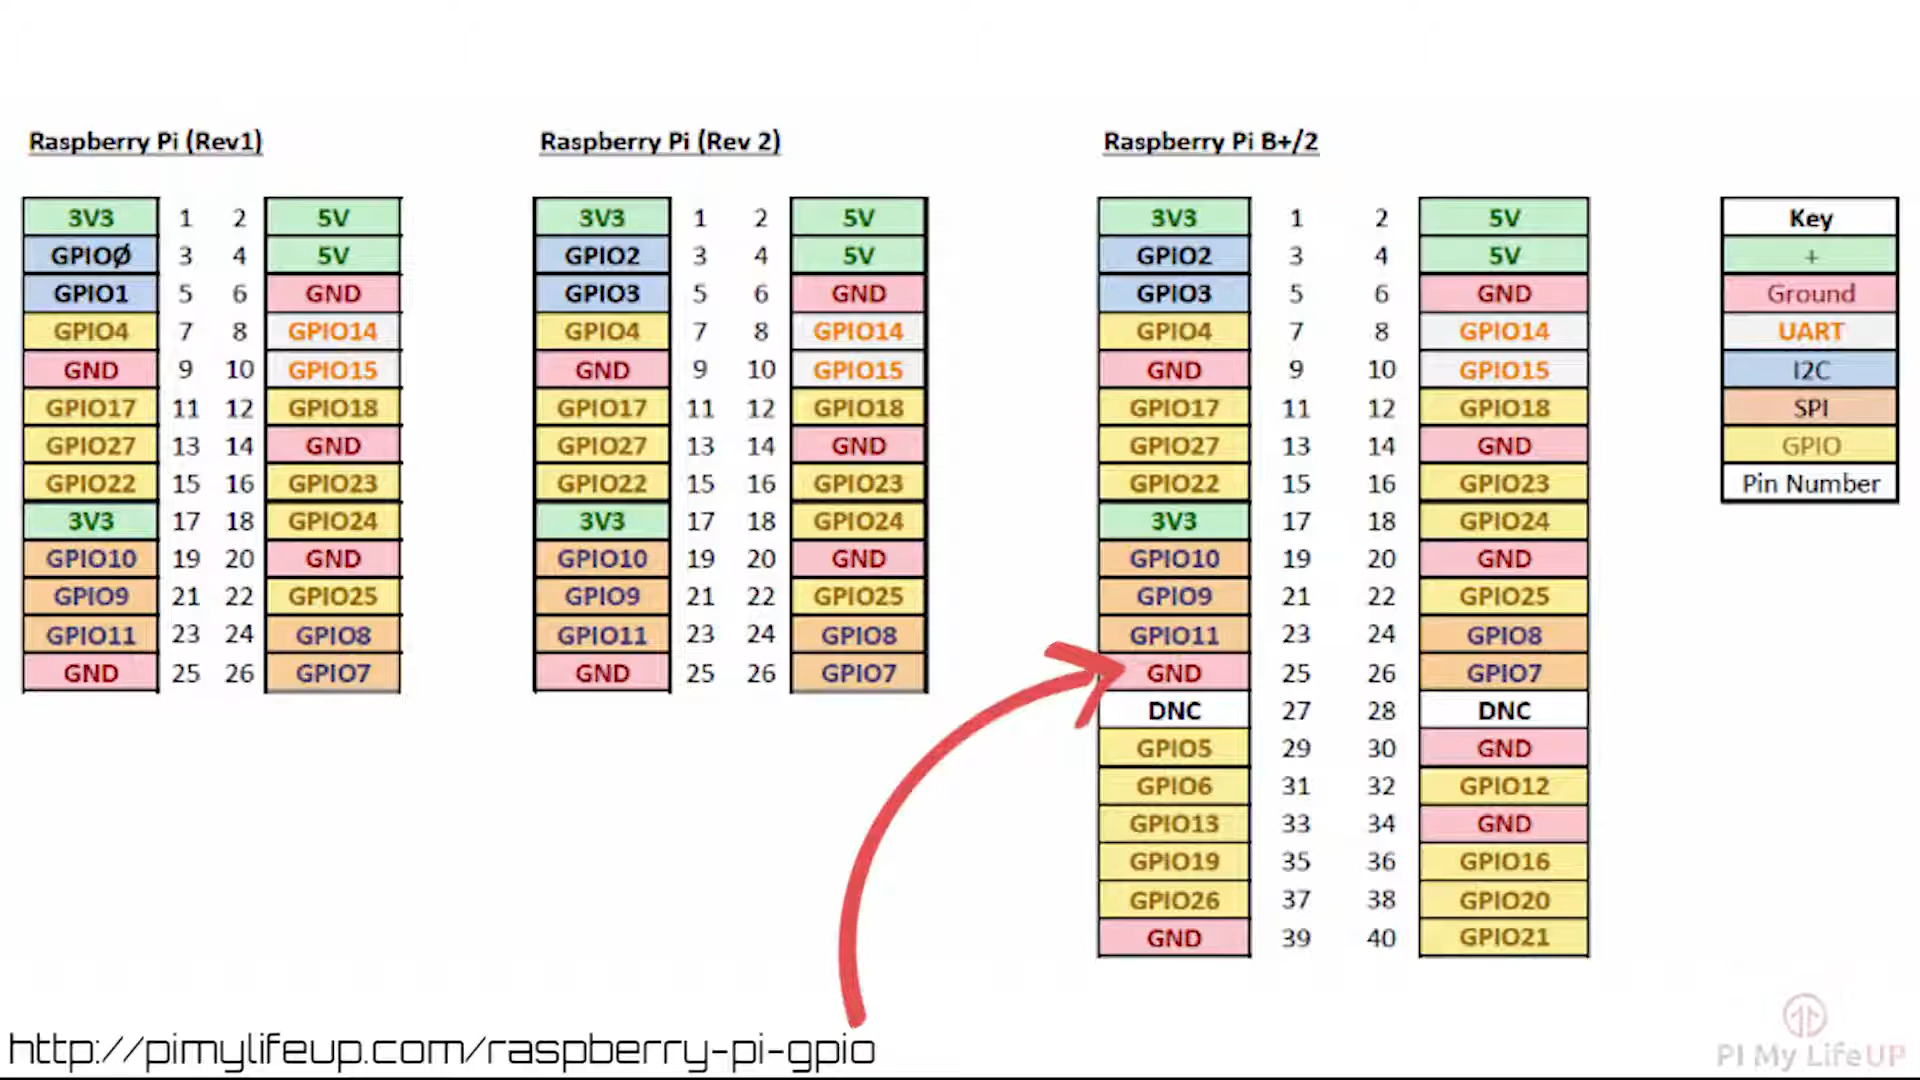 Raspberry Pi (Rev1) Raspberry Pi (Rev 2) Raspberry Pi B+/2
3V3 1 2 5V 3V3 1 2 5V 3V3 1 2 5V Key
GPIOØ 3 4 5V GPIO2 3 4 5V GPIO2 3 4 5V +
GPIO1 5 6 GND GPIO3 5 6 GND GPIO3 5 6 GND Ground
GPIO4 7 8 GPIO14 GPIO4 7 8 GPIO14 GPIO4 7 8 GPIO14 UART
GND 9 10 GPIO15 GND 9 10 GPIO15 GND 9 10 GPIO15 I2C
GPIO17 11 12 GPIO18 GPIO17 11 12 GPIO18 GPIO17 11 12 GPIO18 SPI
GPIO27 13 14 GND GPIO27 13 14 GND GPIO27 13 14 GND GPIO
GPIO22 15 16 GPIO23 GPIO22 15 16 GPIO23 GPIO22 15 16 GPIO23 Pin Number
3V3 17 18 GPIO24 3V3 17 18 GPIO24 3V3 17 18 GPIO24
GPIO10 19 20 GND GPIO10 19 20 GND GPIO10 19 20 GND
GPIO9 21 22 GPIO25 GPIO9 21 22 GPIO25 GPIO9 21 22 GPIO25
GPIO11 23 24 GPIO8 GPIO11 23 24 GPIO8 GPIO11 23 24 GPIO8
GND 25 26 GPIO7 GND 25 26 GPIO7 GND 25 26 GPIO7
DNC 27 28 DNC
GPIO5 29 30 GND
GPIO6 31 32 GPIO12
GPIO13 33 34 GND
GPIO19 35 36 GPIO16
GPIO26 37 38 GPIO20
GND 39 40 GPIO21
http://pimylifeup.com/raspberry-pi-gpio
PI My LifeUP